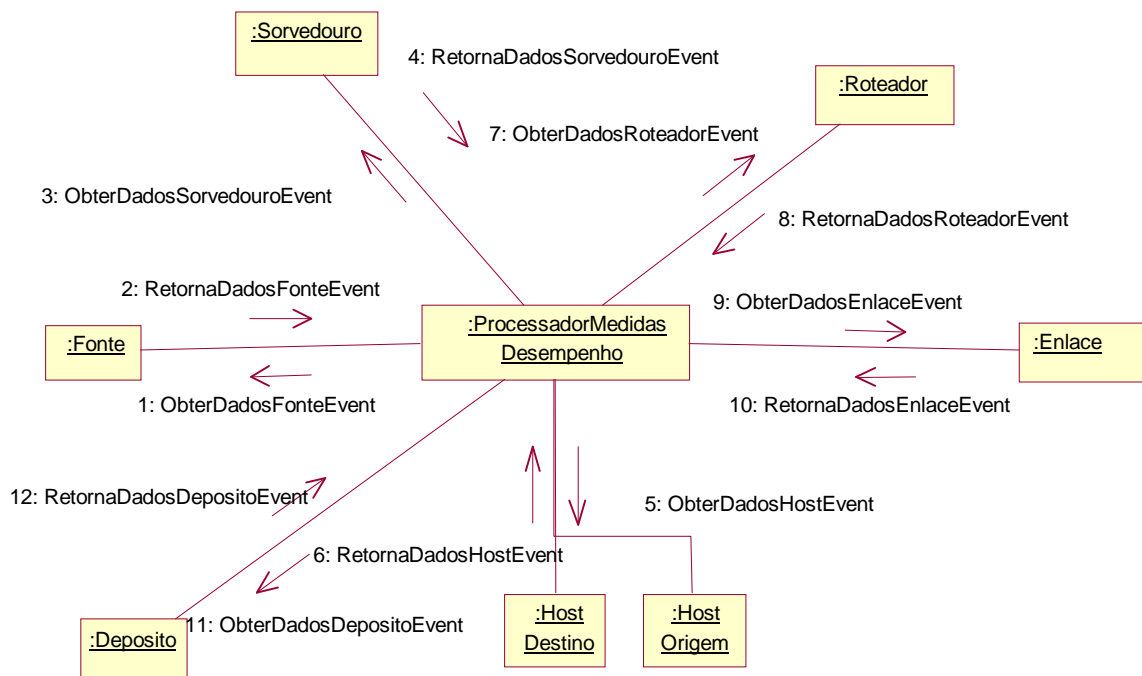 :Sorvedouro
4: RetornaDadosSorvedouroEvent
:Roteador
7: ObterDadosRoteadorEvent
3: ObterDadosSorvedouroEvent
8: RetornaDadosRoteadorEvent
2: RetornaDadosFonteEvent
9: ObterDadosEnlaceEvent
:ProcessadorMedidas
Desempenho
:Fonte
:Enlace
1: ObterDadosFonteEvent
10: RetornaDadosEnlaceEvent
12: RetornaDadosDepositoEvent
5: ObterDadosHostEvent
6: RetornaDadosHostEvent
11: ObterDadosDepositoEvent
:Deposito
:Host
Destino
:Host
Origem